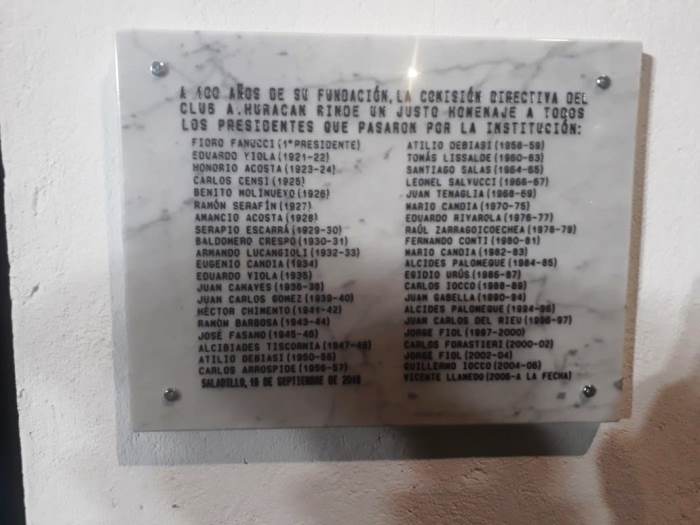 A 100 AÑOS DE SU FUNDACIÓN, LA COMISIÓN DIRECTIVA DEL
CLUB A. HURACAN RINDE UN JUSTO HOMENAJE A TODOS
LOS PRESIDENTES QUE PASARON POR LA INSTITUCIÓN:
FIORO FANUCCI (1º PRESIDENTE)
EDUARDO VIOLA (1921-22)
HONORIO ACOSTA (1923-24)
CARLOS CENSI (1925)
BENITO MOLINUEVO (1926)
RAMÓN SERAFÍN (1927)
AMANCIO ACOSTA (1928)
SERAPIO ESCARRÁ (1929-30)
BALDOMERO CRESPO (1930-31)
ARMANDO LUCANGIOLI (1932-33)
EUGENIO CANDIA (1934)
EDUARDO VIOLA (1935)
JUAN CANAVES (1936-38)
JUAN CARLOS GOMEZ (1939-40)
HÉCTOR CHIMENTO (1941-42)
RAMÓN BARBOSA (1943-44)
JOSÉ FASANO (1945-46)
ALCIBIADES TISCORNIA (1947-49)
ATILIO DEBIASI (1950-55)
CARLOS ARROSPIDE (1956-57)
SALADILLO, 18 DE SEPTIEMBRE DE
ATILIO DEBIASI (1958-59)
TOMÁS LISSALDE (1960-63)
SANTIAGO SALAS (1964-65)
LEONEL SALVUCCI (1966-67)
JUAN TENAGLIA (1968-69)
MARIO CANDIA (1970-75)
EDUARDO RIVAROLA (1976-77)
RAÚL ZARRAGOICOECHEA (1978-79)
FERNANDO CONTI (1980-81)
MARIO CANDIA (1982-83)
ALCIDES PALONEQUE (1984-85)
EGIDIO URÚS (1986-87)
CARLOS IOCCO (1988-89)
JUAN GABELLA (1990-94)
ALCIDES PALONEQUE (1994-96)
JUAN CARLOS DEL RIEU (1996-97)
JORGE FIOL (1997-2000)
CARLOS FORASTIERI (2000-02)
JORGE FIOL (2002-04)
GUILLERMO IOCCO (2004-06)
VICENTE LLANEDO (2006-A LA FECHA)